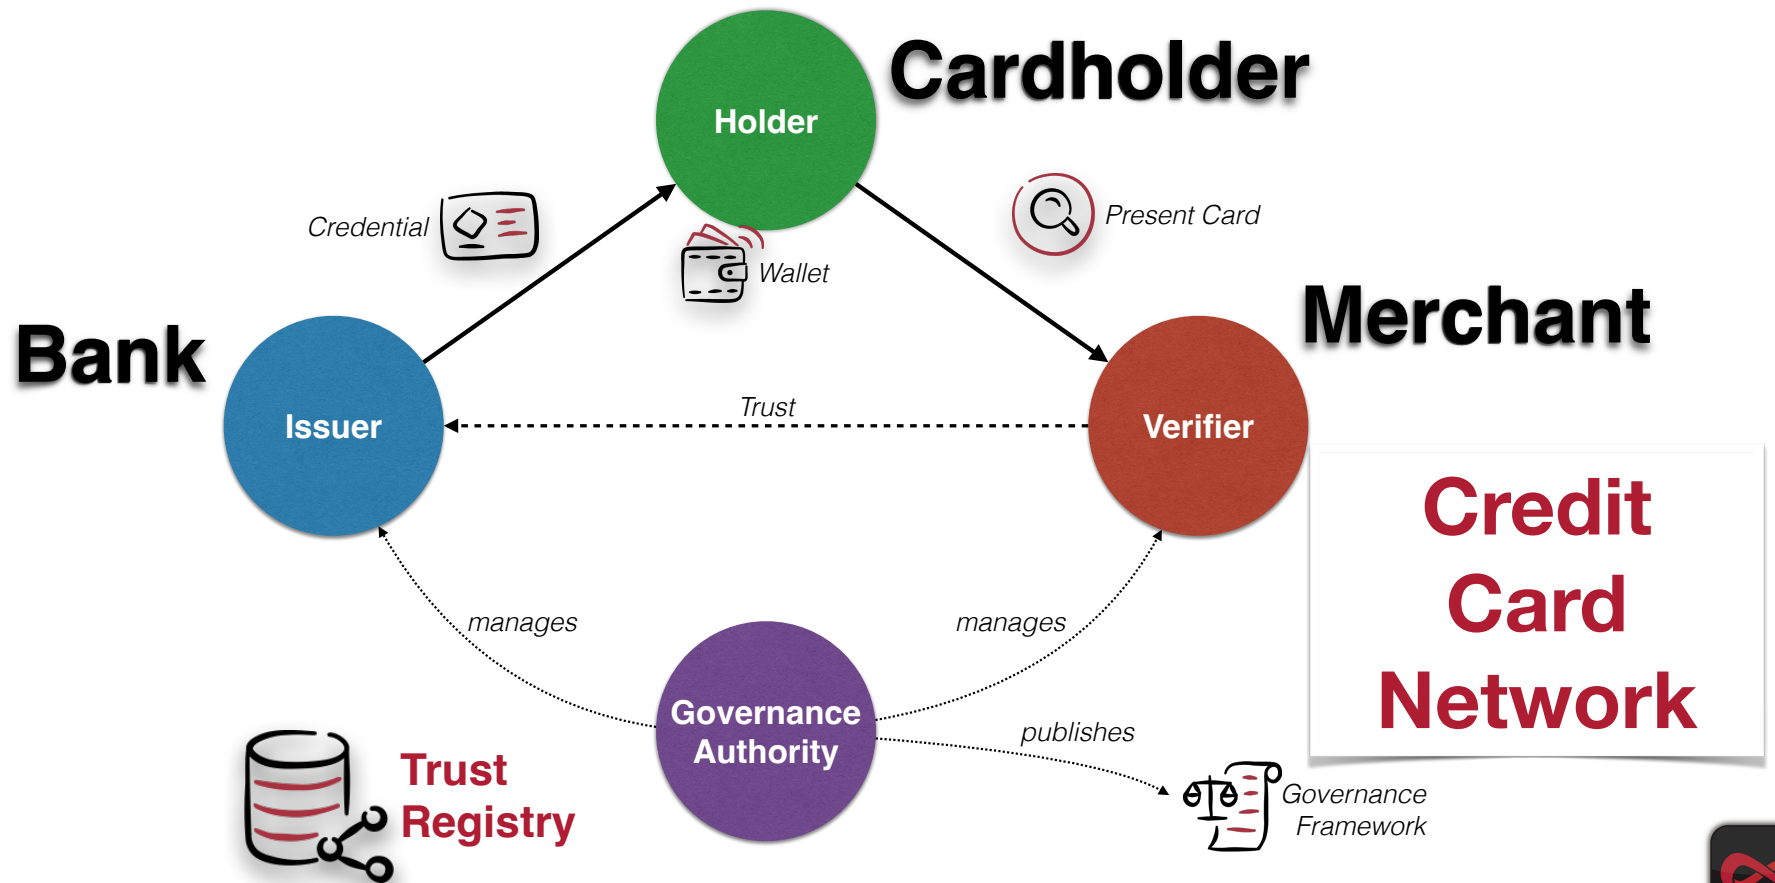 Cardholder
Holder
Credential
Present Card
Wallet
Bank
Merchant
Trust
Issuer
Verifier
Credit
Card
Network
manages
manages
Governance
Authority
publishes
Trust
Registry
Governance
Framework